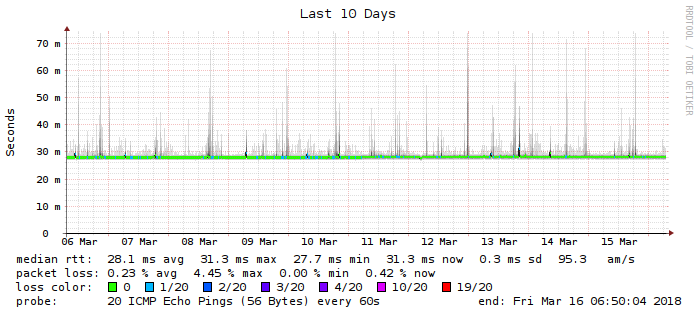 Last 10 Days
RRDTOOL / TOBI OETIKER
Seconds
70 m
60 m
50 m
40 m
30 m
20 m
10 m
0
06 Mar 07 Mar 08 Mar 09 Mar 10 Mar 11 Mar 12 Mar 13 Mar 14 Mar 15 Mar
median rtt: 28.1 ms avg 31.3 ms max 27.7 ms min 31.3 ms now 0.3 ms sd 95.3 am/s
packet loss: 0.23 % avg 4.45 % max 0.00 % min 0.42 % now
loss color: 0 1/20 2/20 3/20 4/20 10/20 19/20
probe: 20 ICMP Echo Pings (56 Bytes) every 60s end: Fri Mar 16 06:50:04 2018